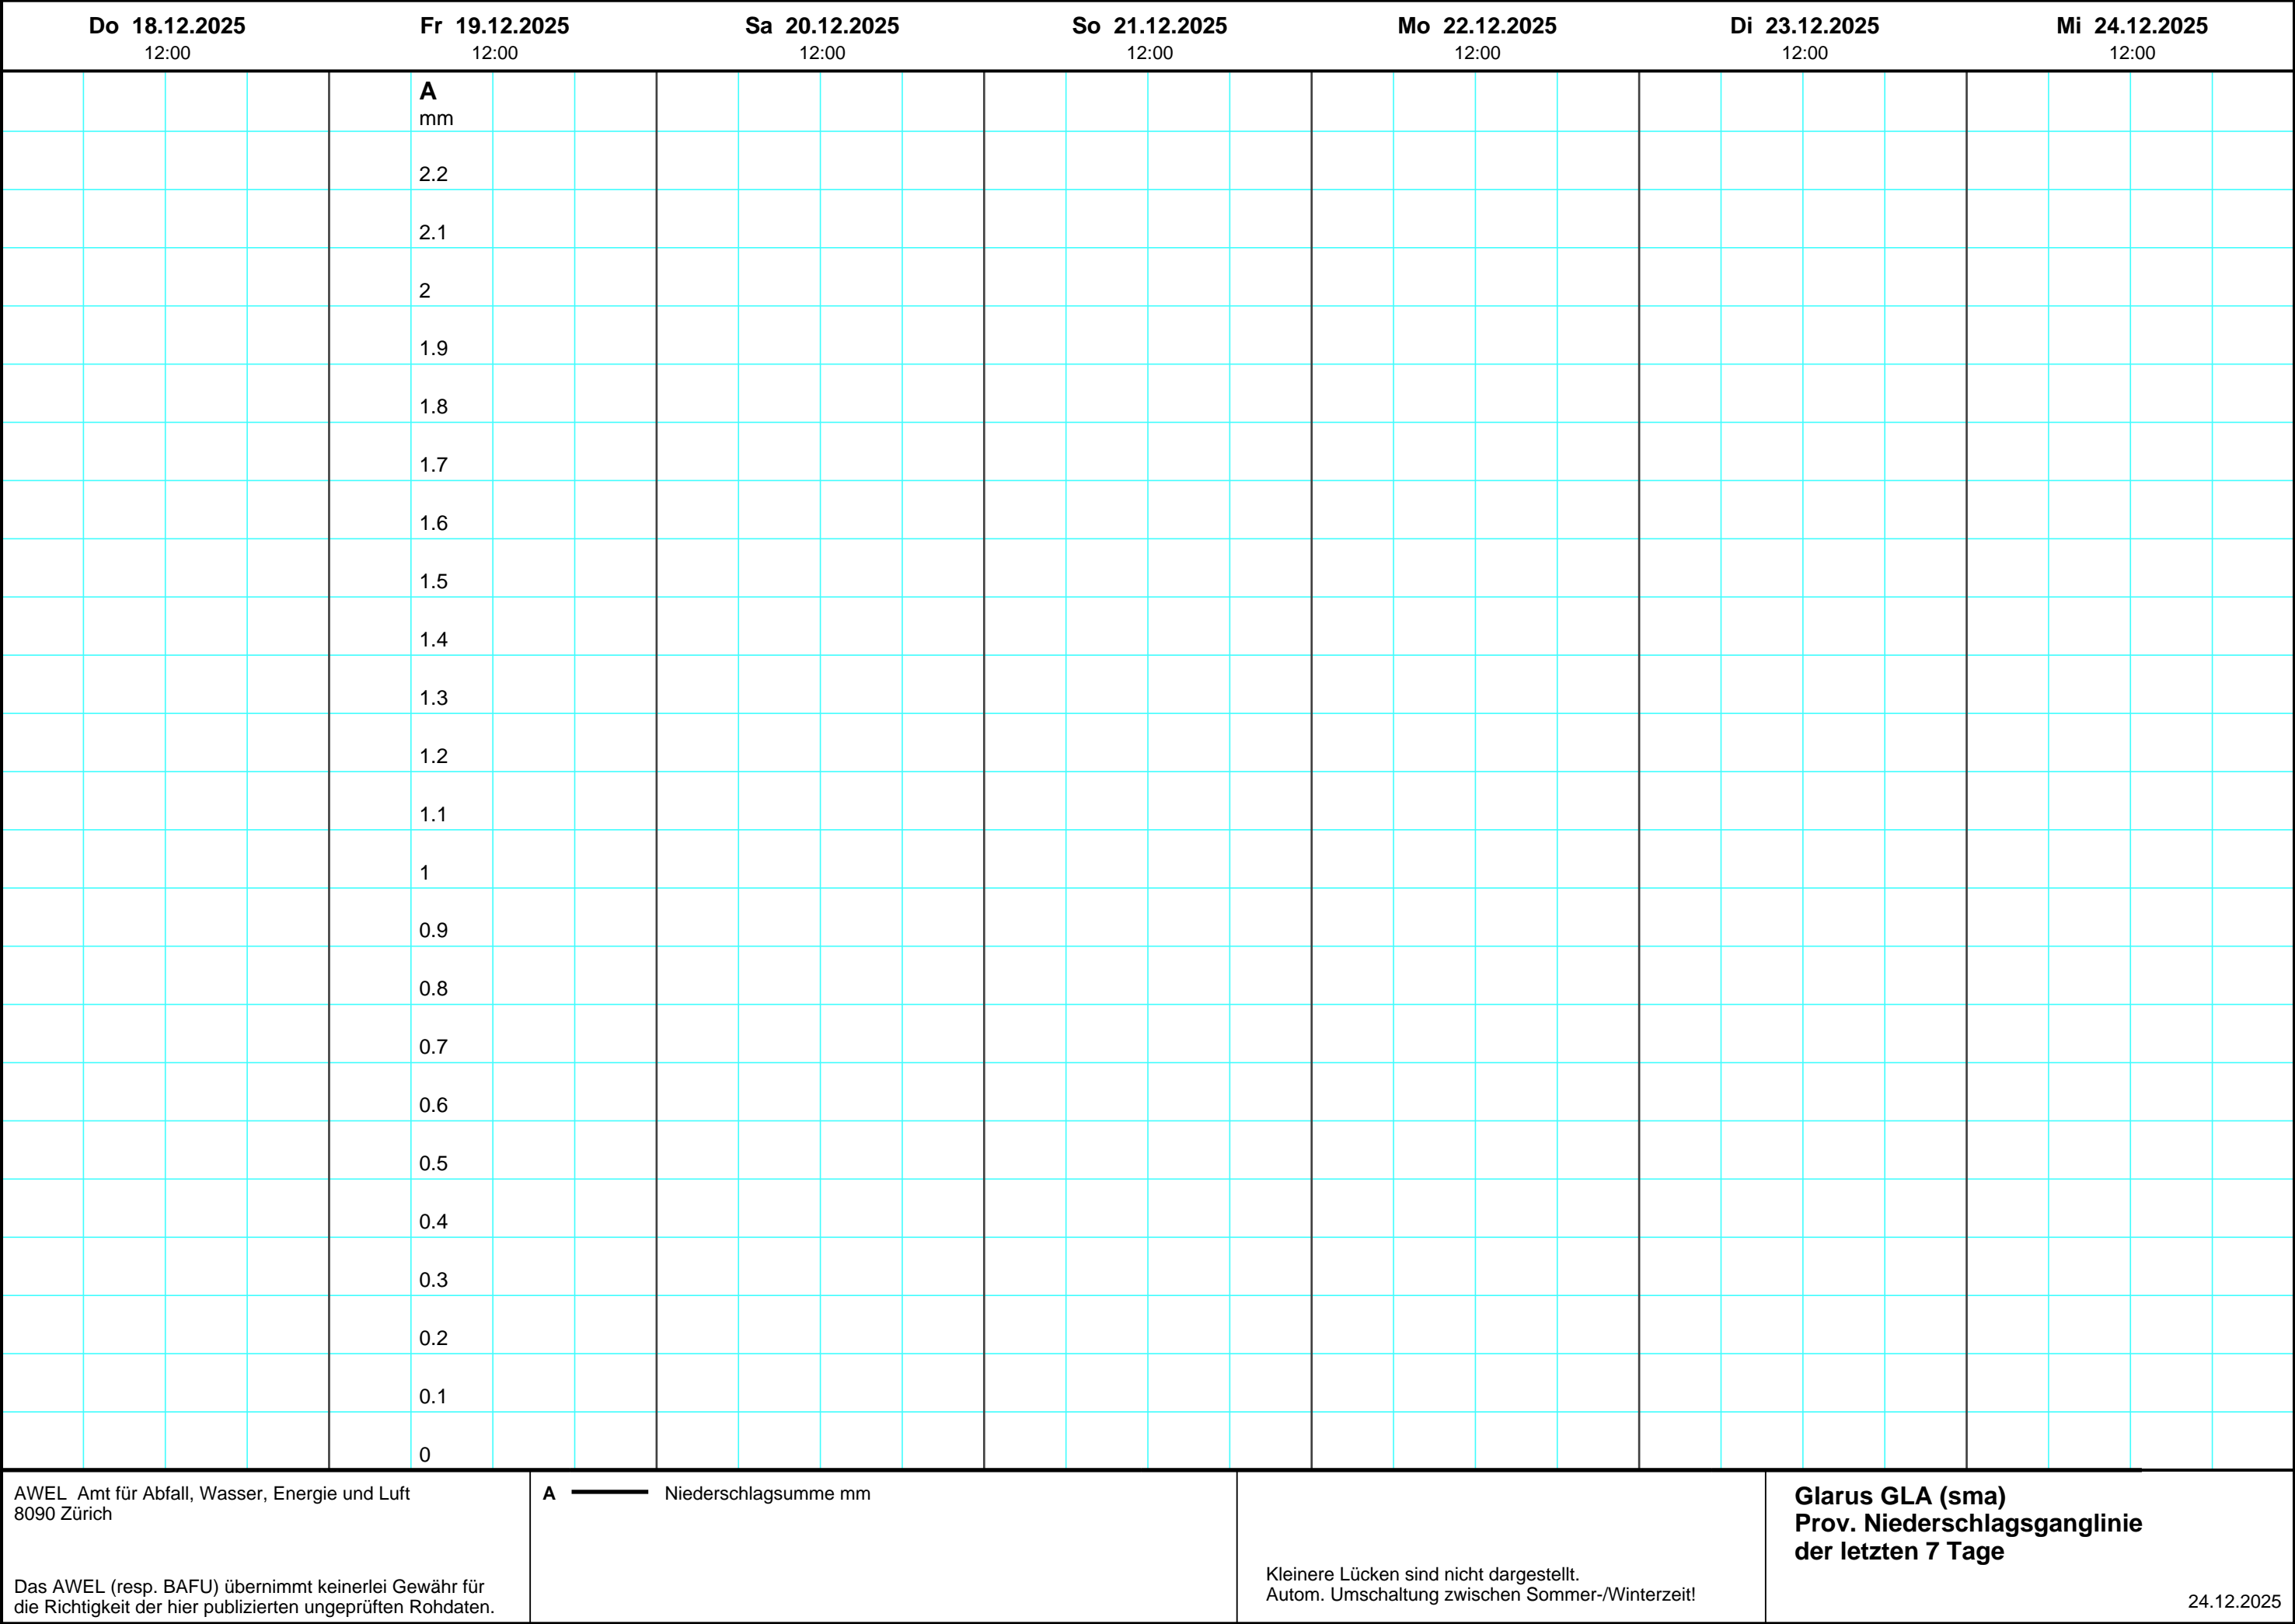 Do 18.12.2025
12:00
Fr 19.12.2025
12:00
Sa 20.12.2025
12:00
So 21.12.2025
12:00
Mo 22.12.2025
12:00
Di 23.12.2025
12:00
Mi 24.12.2025
12:00
A
mm
2.2
2.1
2
1.9
1.8
1.7
1.6
1.5
1.4
1.3
1.2
1.1
1
0.9
0.8
0.7
0.6
0.5
0.4
0.3
0.2
0.1
0
AWEL Amt für Abfall, Wasser, Energie und Luft
8090 Zürich
Das AWEL (resp. BAFU) übernimmt keinerlei Gewähr für
die Richtigkeit der hier publizierten ungeprüften Rohdaten.
A Niederschlagsumme mm
Kleinere Lücken sind nicht dargestellt.
Autom. Umschaltung zwischen Sommer-/Winterzeit!
Glarus GLA (sma)
Prov. Niederschlagsganglinie
der letzten 7 Tage
24.12.2025